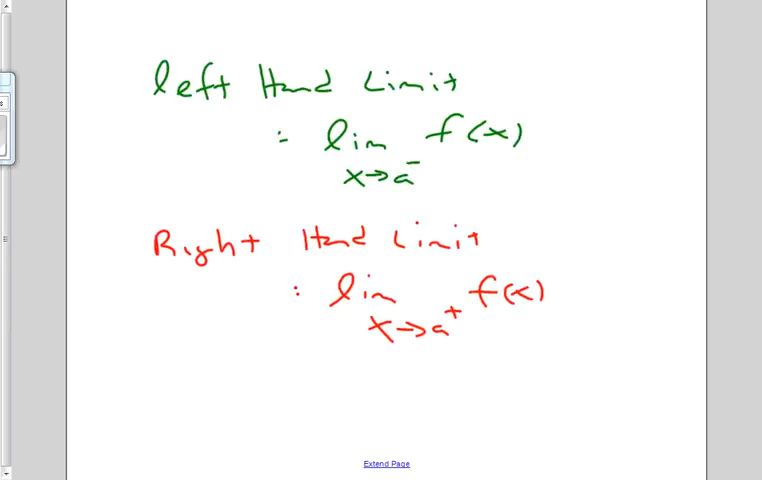 left Hand Limit
: lim f(x)
x→a⁻
Right Hand Limit
: lim f(x)
x→a⁺
Extend Page